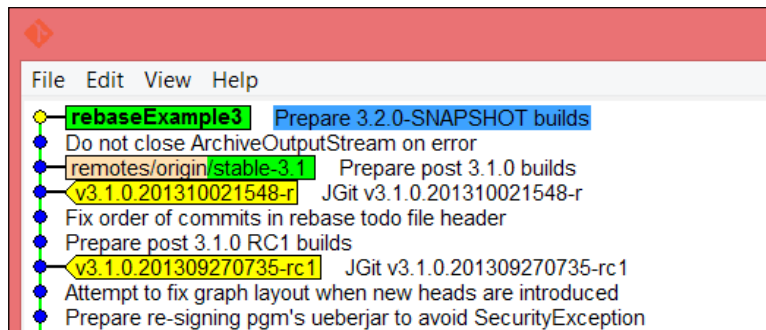 File Edit View Help
rebaseExample3 Prepare 3.2.0-SNAPSHOT builds
Do not close ArchiveOutputStream on error
remotes/origin/stable-3.1 Prepare post 3.1.0 builds
v3.1.0.201310021548-r JGit v3.1.0.201310021548-r
Fix order of commits in rebase todo file header
Prepare post 3.1.0 RC1 builds
v3.1.0.201309270735-rc1 JGit v3.1.0.201309270735-rc1
Attempt to fix graph layout when new heads are introduced
Prepare re-signing pgm's ueberjar to avoid SecurityException